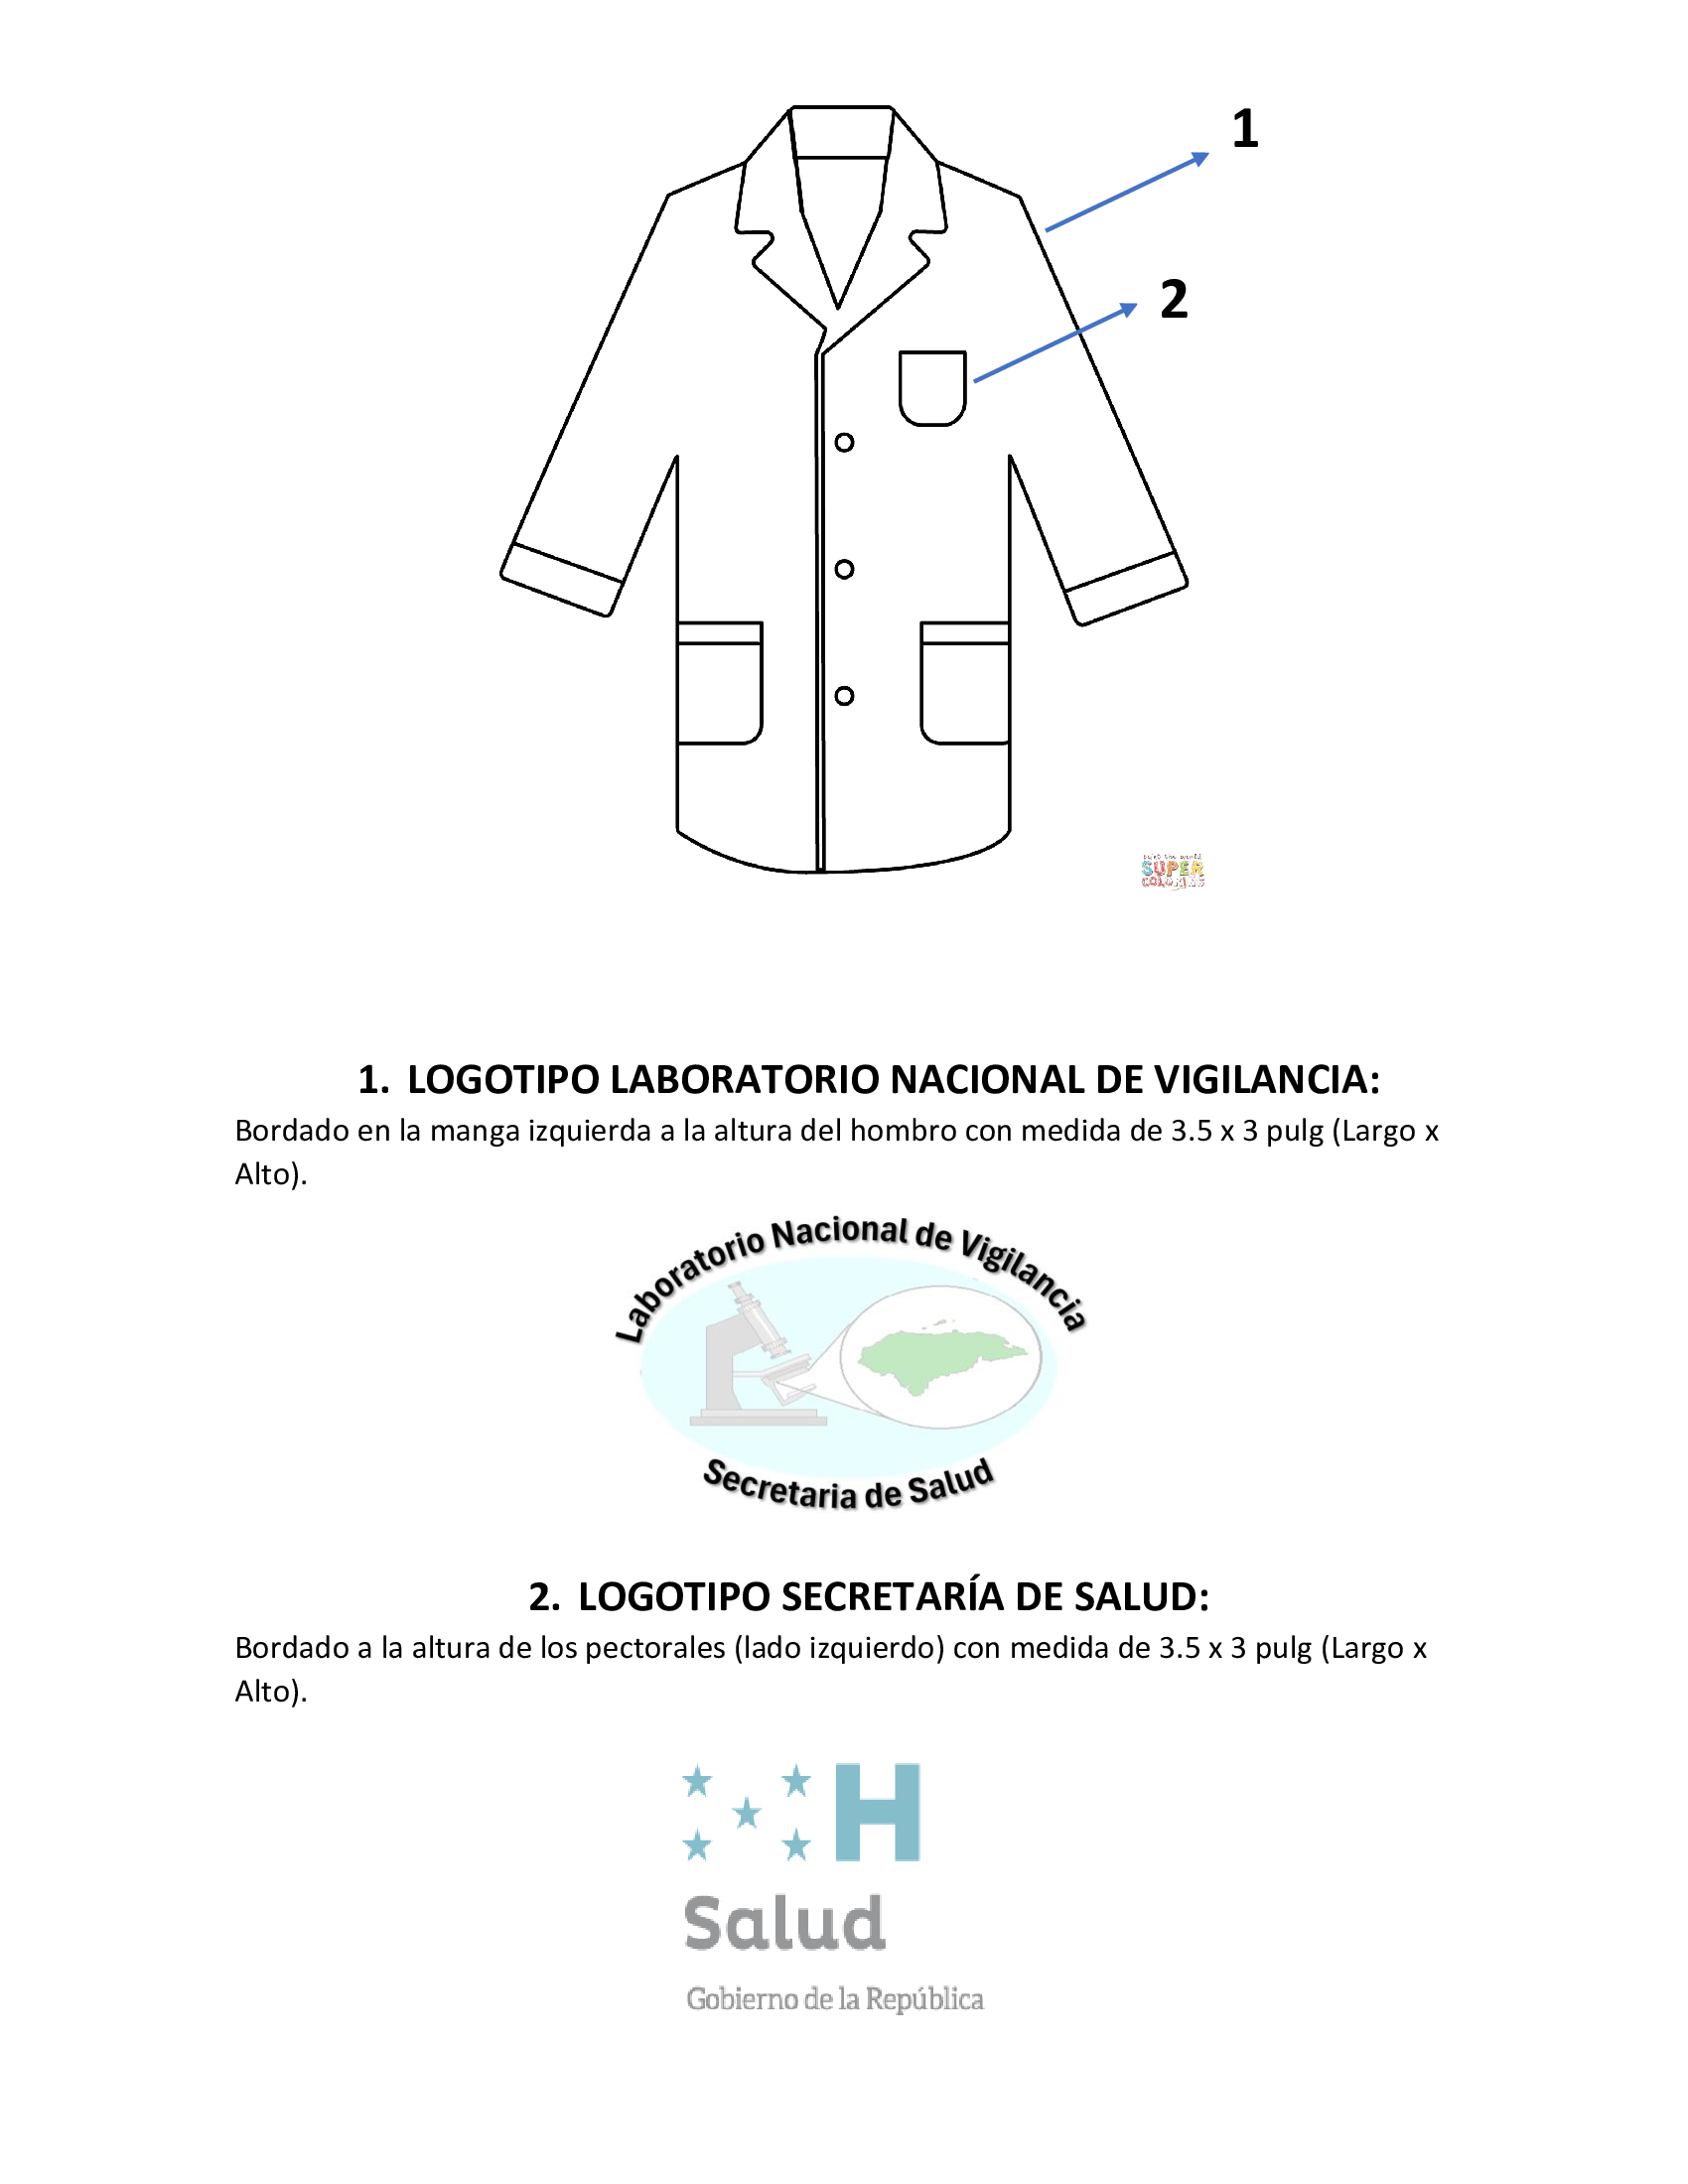 1
2
SUPER
1. LOGOTIPO LABORATORIO NACIONAL DE VIGILANCIA:
Bordado en la manga izquierda a la altura del hombro con medida de 3.5 x 3 pulg (Largo x
Alto).
Laboratorio Nacional de Vigilancia
Secretaria de Salud
2. LOGOTIPO SECRETARÍA DE SALUD:
Bordado a la altura de los pectorales (lado izquierdo) con medida de 3.5 x 3 pulg (Largo x
Alto).
H
Salud
Gobierno de la República